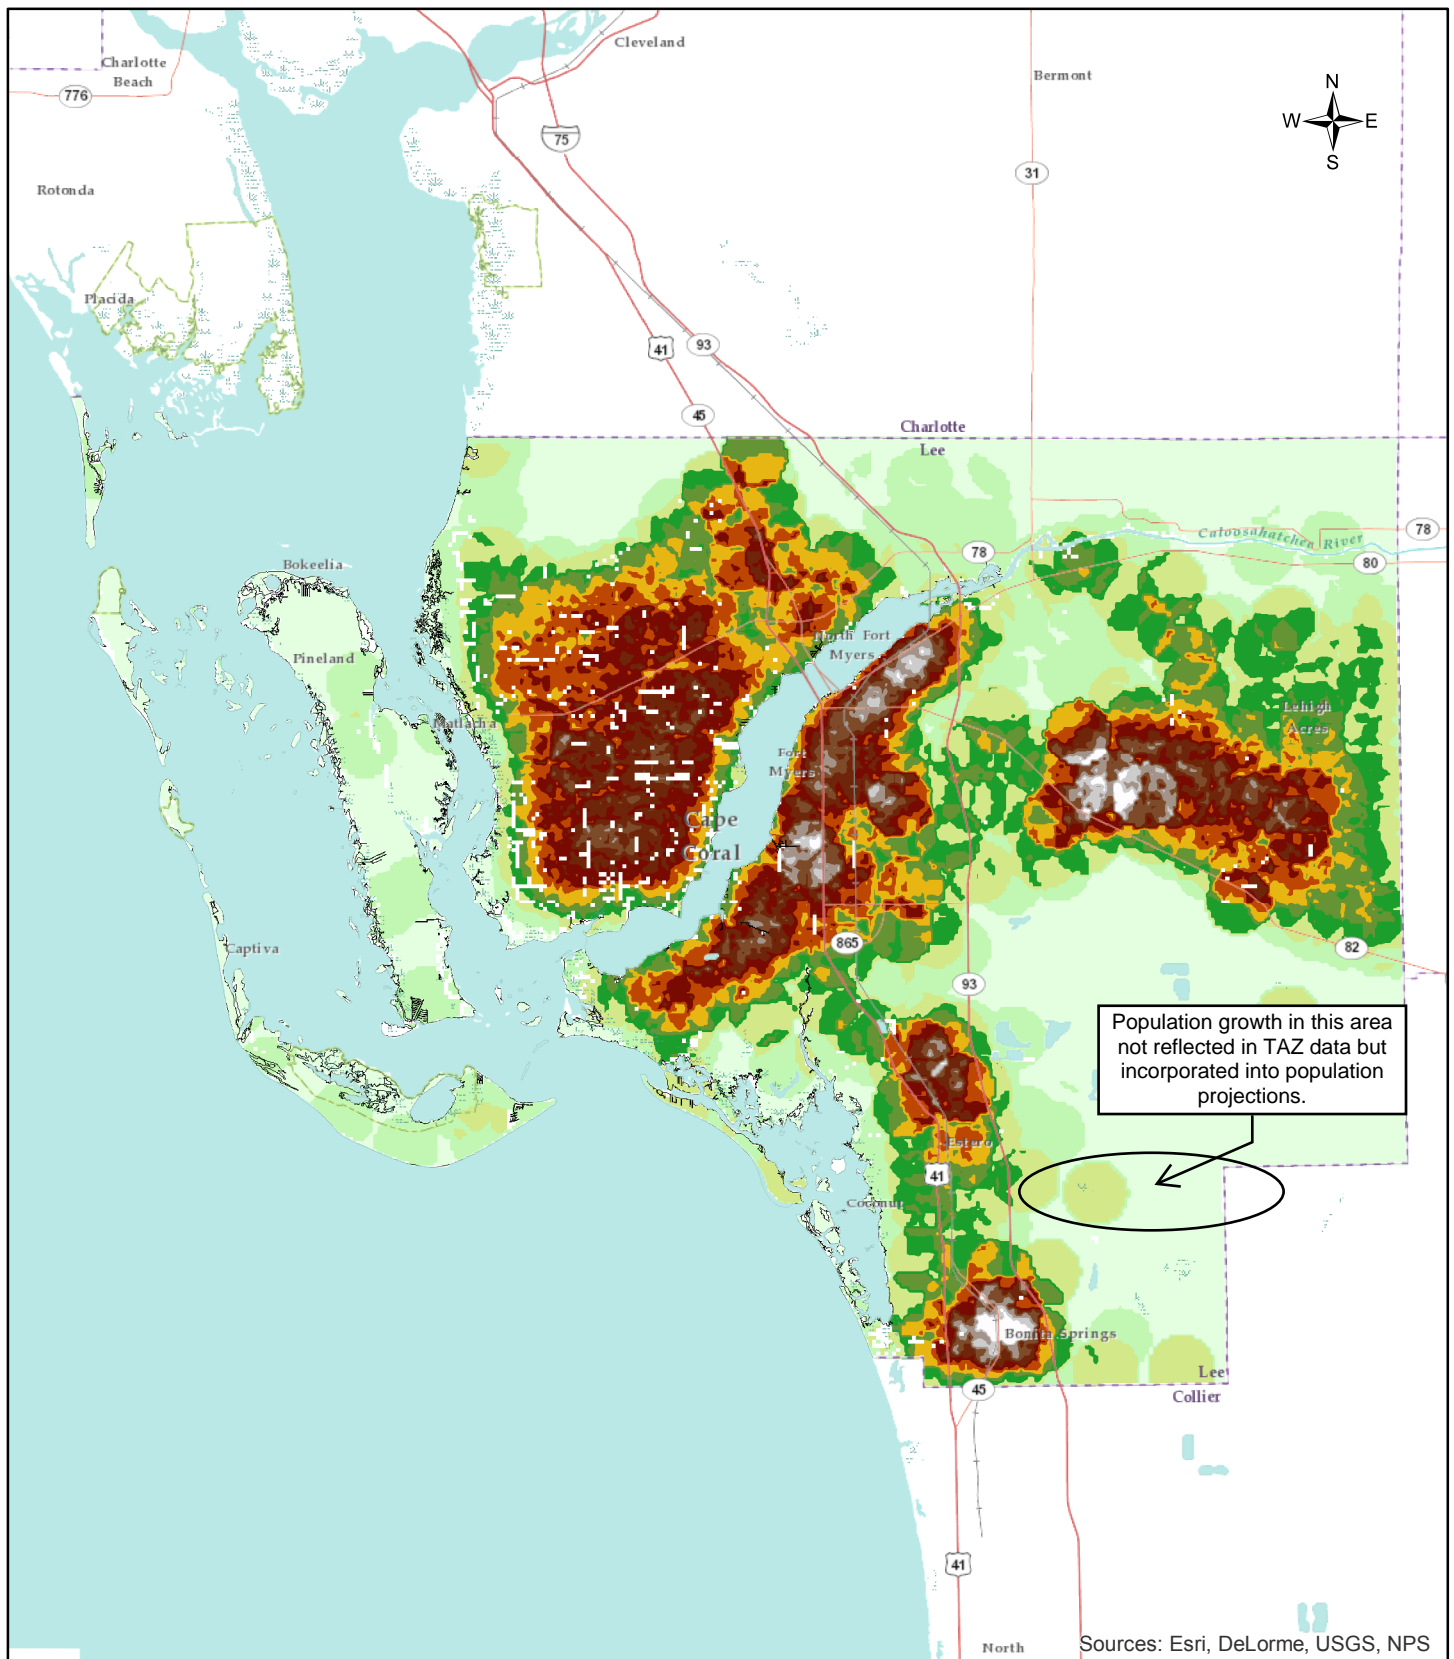 Cleveland
Charlotte
Beach
Bermont
776
N
W E
S
75
31
Rotonda
Placida
41
93
45
Charlotte
Lee
Caloosahatchee River
78
78
80
Bokeelia
North Fort
Myers
Pineland
Matlacha
Lehigh
Acres
Fort
Myers
Cape
Coral
865
Captiva
82
93
Population growth in this area
not reflected in TAZ data but
incorporated into population
projections.
Estero
41
Coconut
Bonita Springs
Lee
45
Collier
41
North
Sources: Esri, DeLorme, USGS, NPS